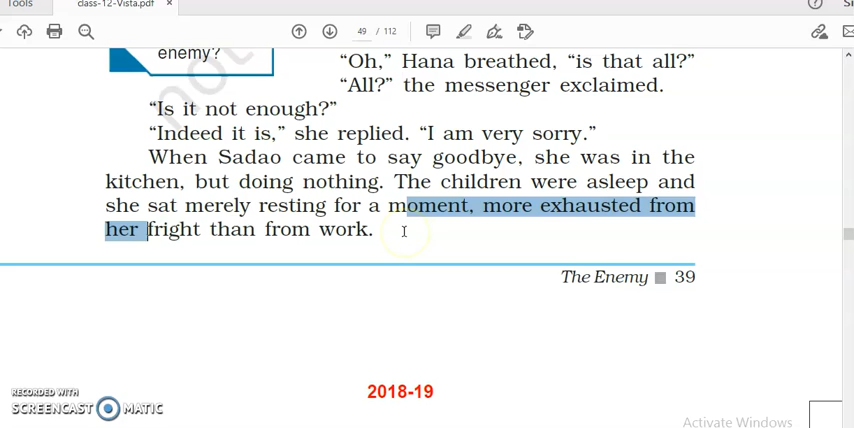 Tools
class-12-Vista.pdf ×
49 / 112
enemy?
not
“Oh,” Hana breathed, “is that all?”
“All?” the messenger exclaimed.
“Is it not enough?”
“Indeed it is,” she replied. “I am very sorry.”
When Sadao came to say goodbye, she was in the
kitchen, but doing nothing. The children were asleep and
she sat merely resting for a moment, more exhausted from
her fright than from work.
The Enemy 39
2018-19
RECORDED WITH
SCREENCAST MATIC
Activate Windows